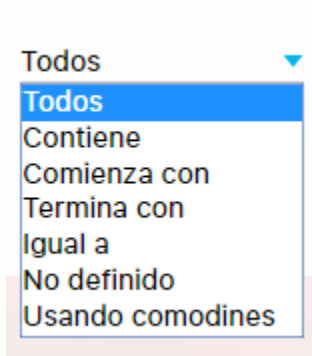 Todos
Todos
Contiene
Comienza con
Termina con
Igual a
No definido
Usando comodines